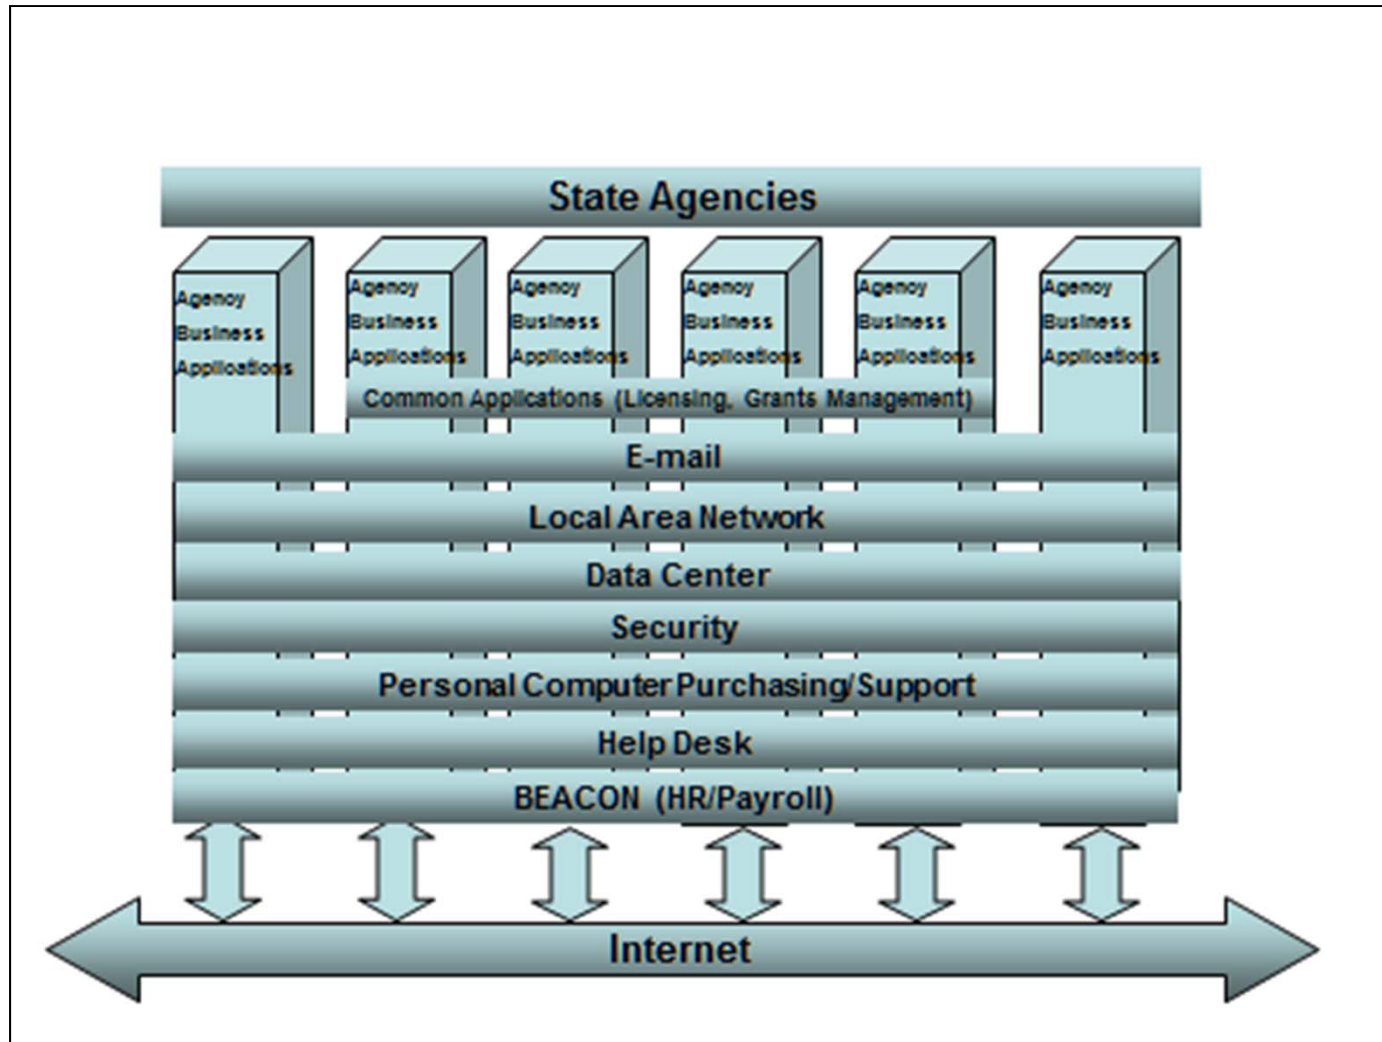 State Agencies
Agency
Business
Applications
Agency
Business
Applications
Agency
Business
Applications
Agency
Business
Applications
Agency
Business
Applications
Agency
Business
Applications
Common Applications (Licensing, Grants Management)
E-mail
Local Area Network
Data Center
Security
Personal Computer Purchasing/Support
Help Desk
BEACON (HR/Payroll)
Internet